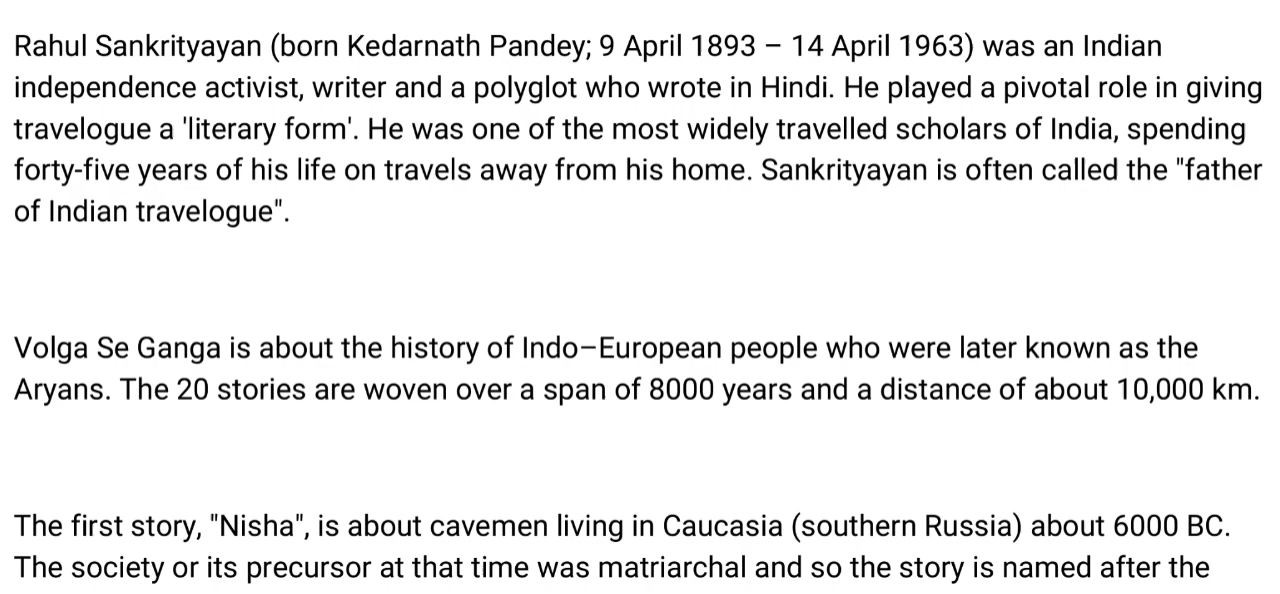 Rahul Sankrityayan (born Kedarnath Pandey; 9 April 1893 – 14 April 1963) was an Indian
independence activist, writer and a polyglot who wrote in Hindi. He played a pivotal role in giving
travelogue a 'literary form'. He was one of the most widely travelled scholars of India, spending
forty-five years of his life on travels away from his home. Sankrityayan is often called the "father
of Indian travelogue".
Volga Se Ganga is about the history of Indo–European people who were later known as the
Aryans. The 20 stories are woven over a span of 8000 years and a distance of about 10,000 km.
The first story, "Nisha", is about cavemen living in Caucasia (southern Russia) about 6000 BC.
The society or its precursor at that time was matriarchal and so the story is named after the